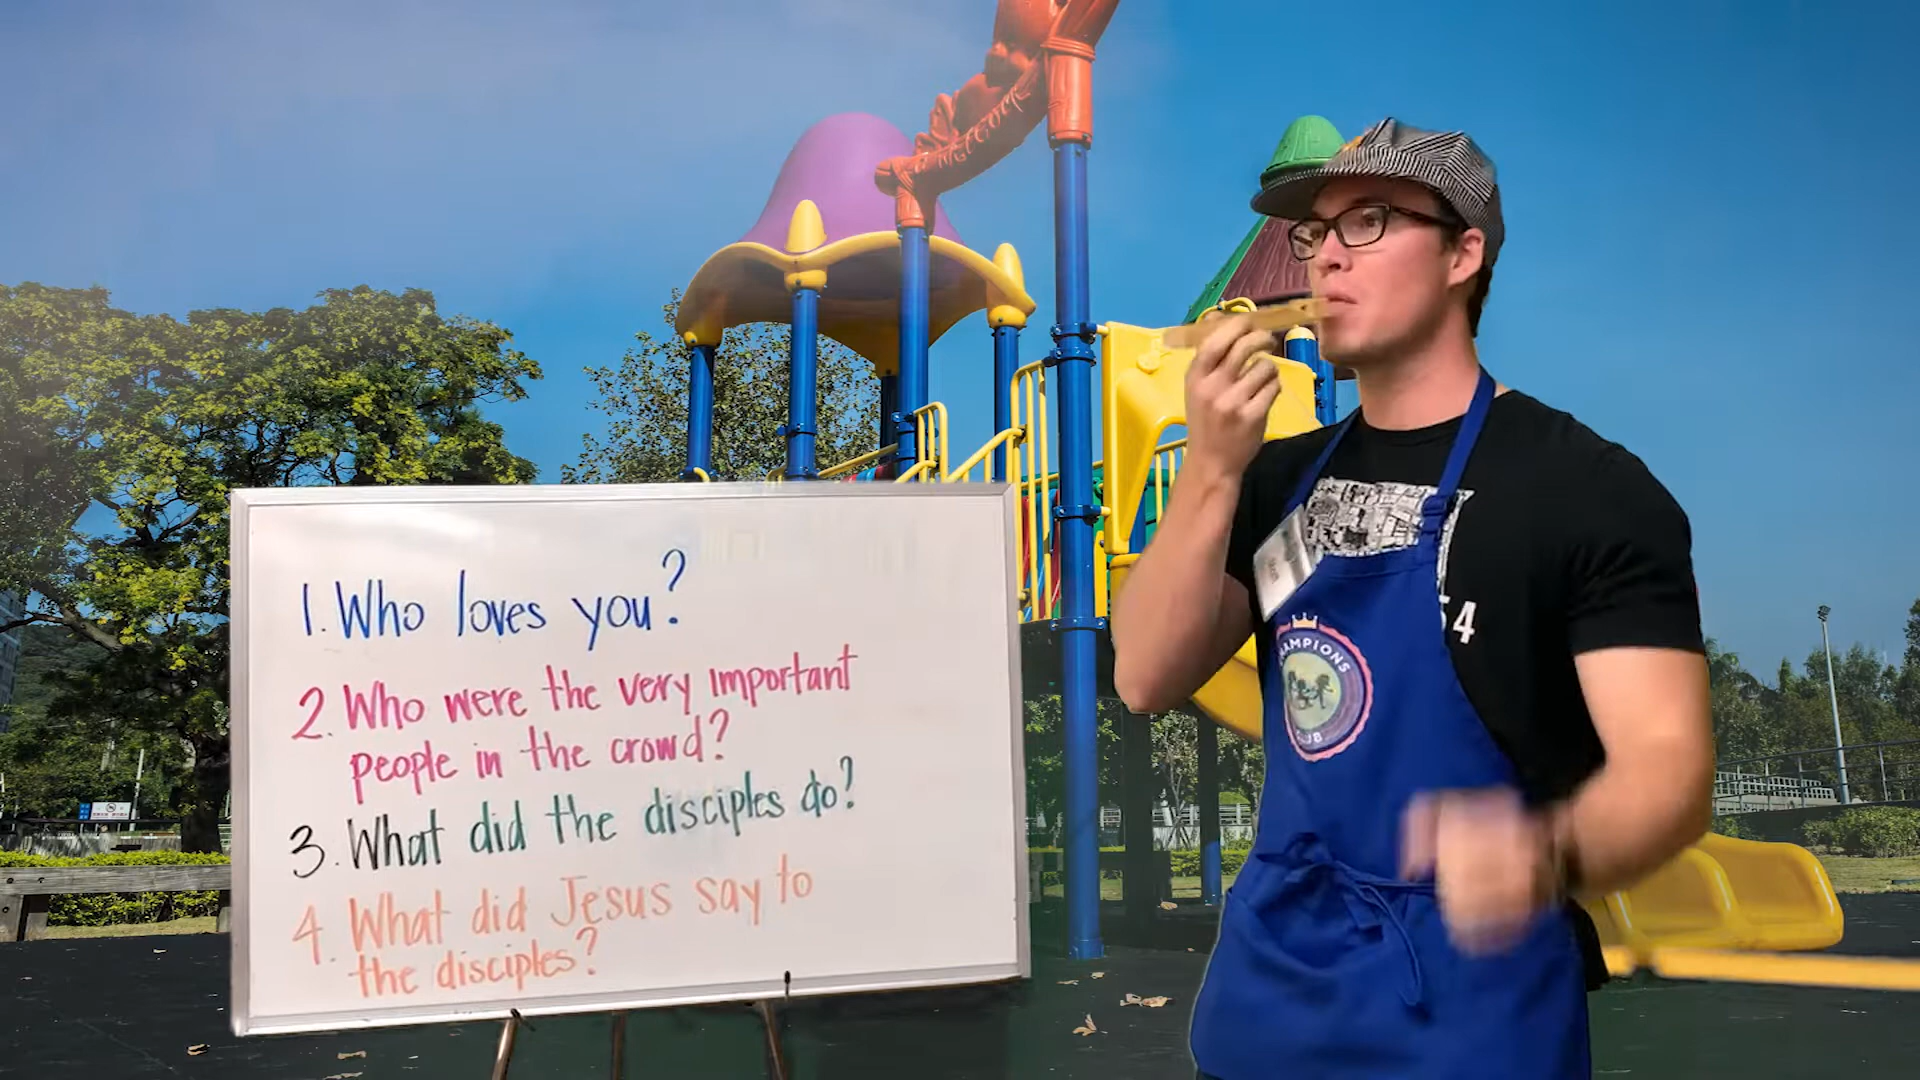 1. Who loves you?
2. Who were the very important
people in the crowd?
3. What did the disciples do?
4. What did Jesus say to
the disciples?
54
CHAMPIONS
CLUB